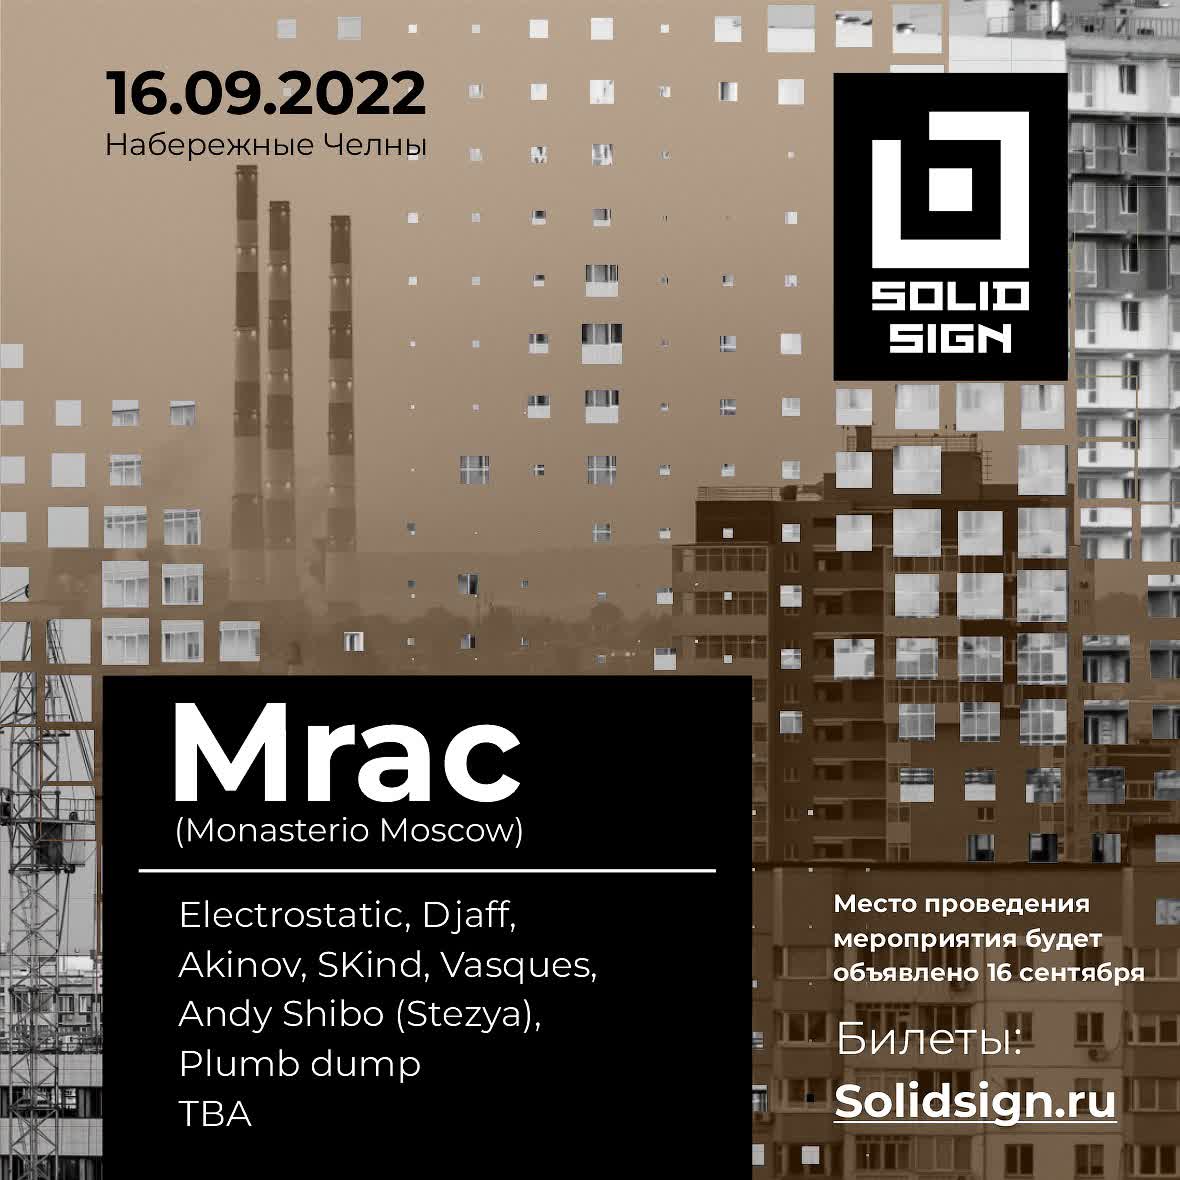 16.09.2022
Набережные Челны
SOLID
SIGN
Mrac
(Monasterio Moscow)
Electrostatic, Djaff,
Akinov, SKind, Vasques,
Andy Shibo (Stezya),
Plumb dump
TBA
Место проведения
мероприятия будет
объявлено 16 сентября
Билеты:
Solidsign.ru